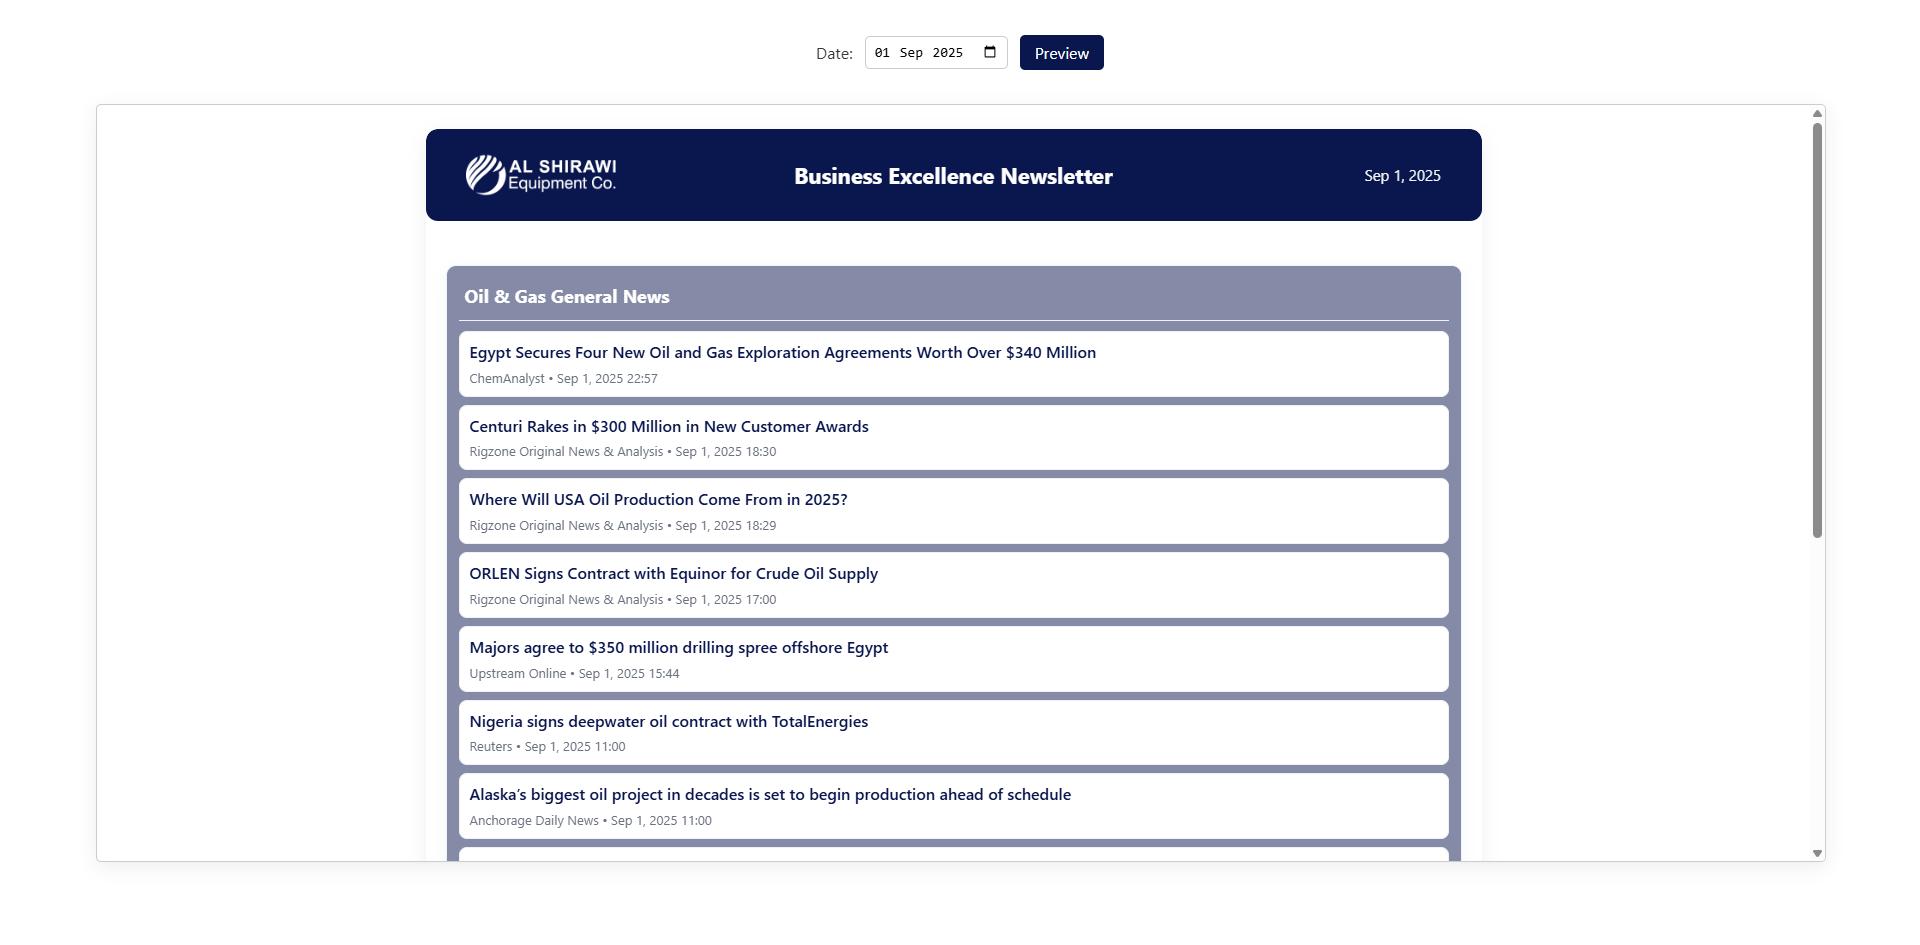 Date: 01 Sep 2025 Preview
AL SHIRAWI
Equipment Co.
Business Excellence Newsletter
Sep 1, 2025
Oil & Gas General News
Egypt Secures Four New Oil and Gas Exploration Agreements Worth Over $340 Million
ChemAnalyst • Sep 1, 2025 22:57
Centuri Rakes in $300 Million in New Customer Awards
Rigzone Original News & Analysis • Sep 1, 2025 18:30
Where Will USA Oil Production Come From in 2025?
Rigzone Original News & Analysis • Sep 1, 2025 18:29
ORLEN Signs Contract with Equinor for Crude Oil Supply
Rigzone Original News & Analysis • Sep 1, 2025 17:00
Majors agree to $350 million drilling spree offshore Egypt
Upstream Online • Sep 1, 2025 15:44
Nigeria signs deepwater oil contract with TotalEnergies
Reuters • Sep 1, 2025 11:00
Alaska’s biggest oil project in decades is set to begin production ahead of schedule
Anchorage Daily News • Sep 1, 2025 11:00